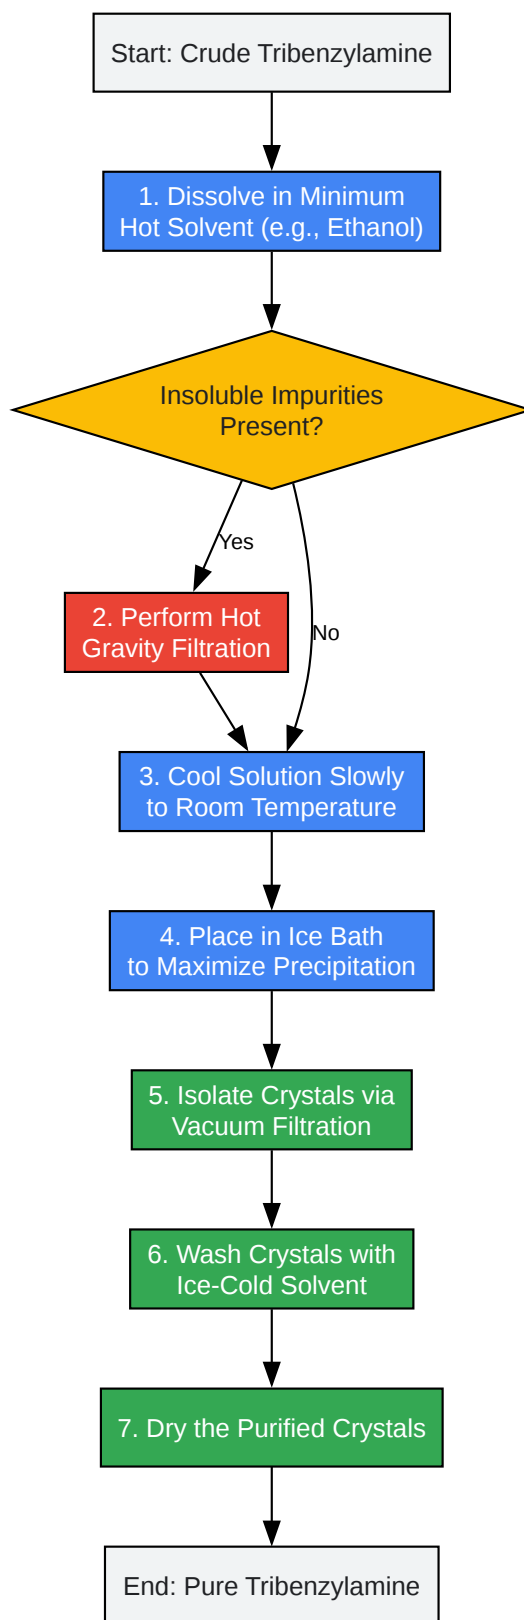 Start: Crude Tribenzylamine
1. Dissolve in Minimum
Hot Solvent (e.g., Ethanol)
Insoluble Impurities
Present?
Yes
2. Perform Hot
Gravity Filtration
No
3. Cool Solution Slowly
to Room Temperature
4. Place in Ice Bath
to Maximize Precipitation
5. Isolate Crystals via
Vacuum Filtration
6. Wash Crystals with
Ice-Cold Solvent
7. Dry the Purified Crystals
End: Pure Tribenzylamine